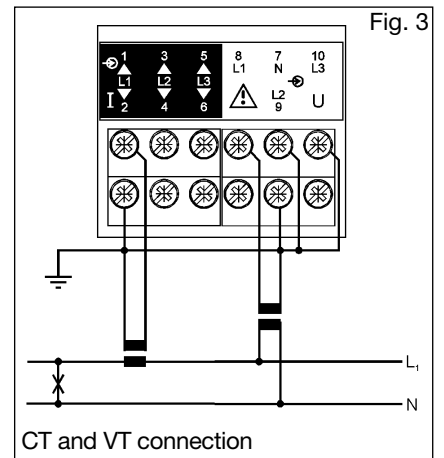 Fig. 3
1 3 5 8 7 10
L1 N L3
L1 L2 L3
L2
I U
2 4 6 9
L₁
N
CT and VT connection